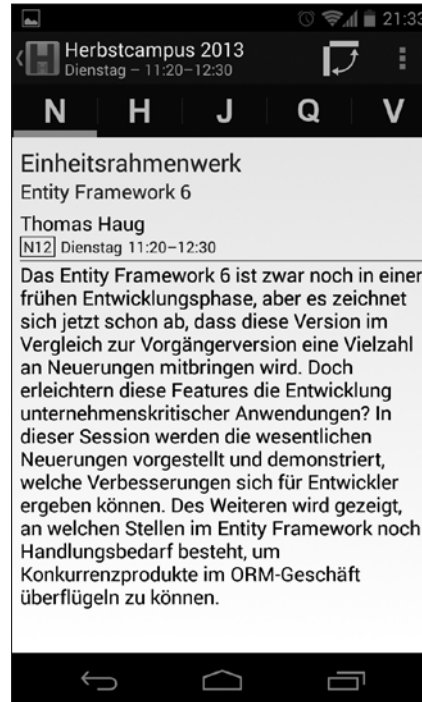 21:33
Herbstcampus 2013
Dienstag – 11:20–12:30
N H J Q V
Einheitsrahmenwerk
Entity Framework 6
Thomas Haug
N12 Dienstag 11:20–12:30
Das Entity Framework 6 ist zwar noch in einer
frühen Entwicklungsphase, aber es zeichnet
sich jetzt schon ab, dass diese Version im
Vergleich zur Vorgängerversion eine Vielzahl
an Neuerungen mitbringen wird. Doch
erleichtern diese Features die Entwicklung
unternehmenskritischer Anwendungen? In
dieser Session werden die wesentlichen
Neuerungen vorgestellt und demonstriert,
welche Verbesserungen sich für Entwickler
ergeben können. Des Weiteren wird gezeigt,
an welchen Stellen im Entity Framework noch
Handlungsbedarf besteht, um
Konkurrenzprodukte im ORM-Geschäft
überflügeln zu können.